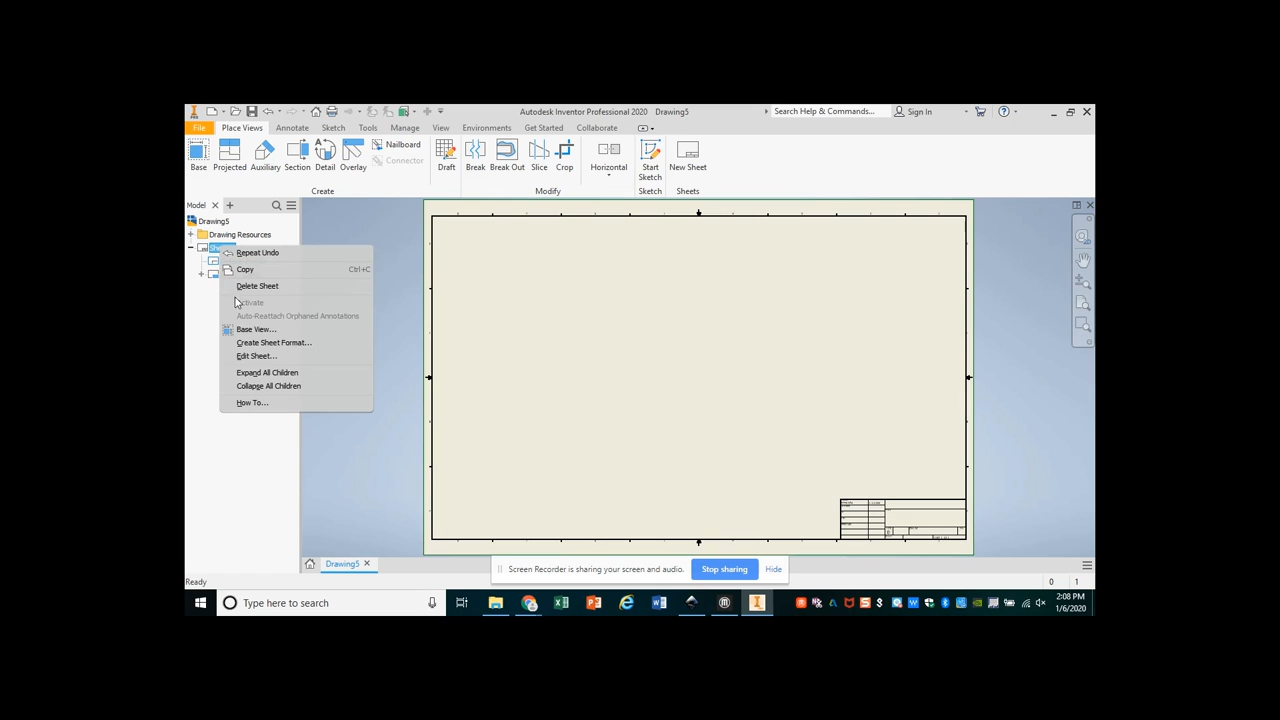 Autodesk Inventor Professional 2020 Drawing5
Search Help & Commands...
Sign In
File Place Views Annotate Sketch Tools Manage View Environments Get Started Collaborate
Base Projected Auxiliary Section Detail Overlay
Nailboard
Connector
Draft
Break Break Out Slice Crop
Horizontal
Start Sketch
New Sheet
Create
Modify
Sketch
Sheets
Model
Drawing5
Drawing Resources
Repeat Undo
Copy Ctrl+C
Delete Sheet
Auto-Reattach Orphaned Annotations
Base View...
Create Sheet Format...
Edit Sheet...
Expand All Children
Collapse All Children
How To...
Drawing5
Screen Recorder is sharing your screen and audio.
Stop sharing
Hide
Ready
0 1
Type here to search
2:08 PM
1/6/2020